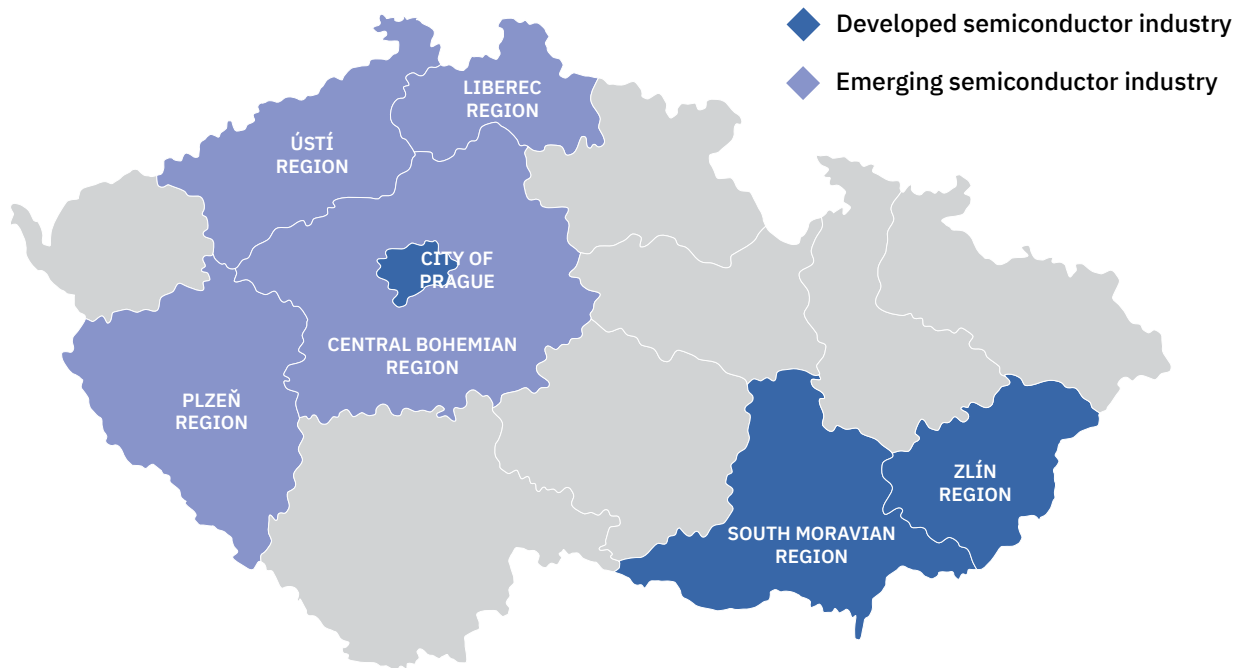 Developed semiconductor industry
Emerging semiconductor industry
LIBEREC
REGION
ÚSTÍ
REGION
CITY OF
PRAGUE
CENTRAL BOHEMIAN
REGION
PLZEŇ
REGION
ZLÍN
REGION
SOUTH MORAVIAN
REGION